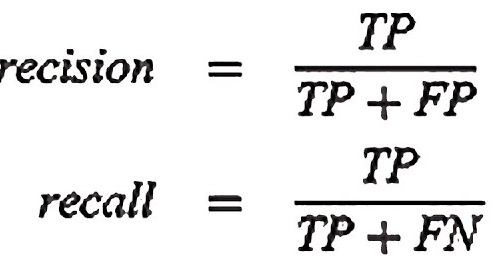 recision = TP / TP + FP
recall = TP / TP + FN